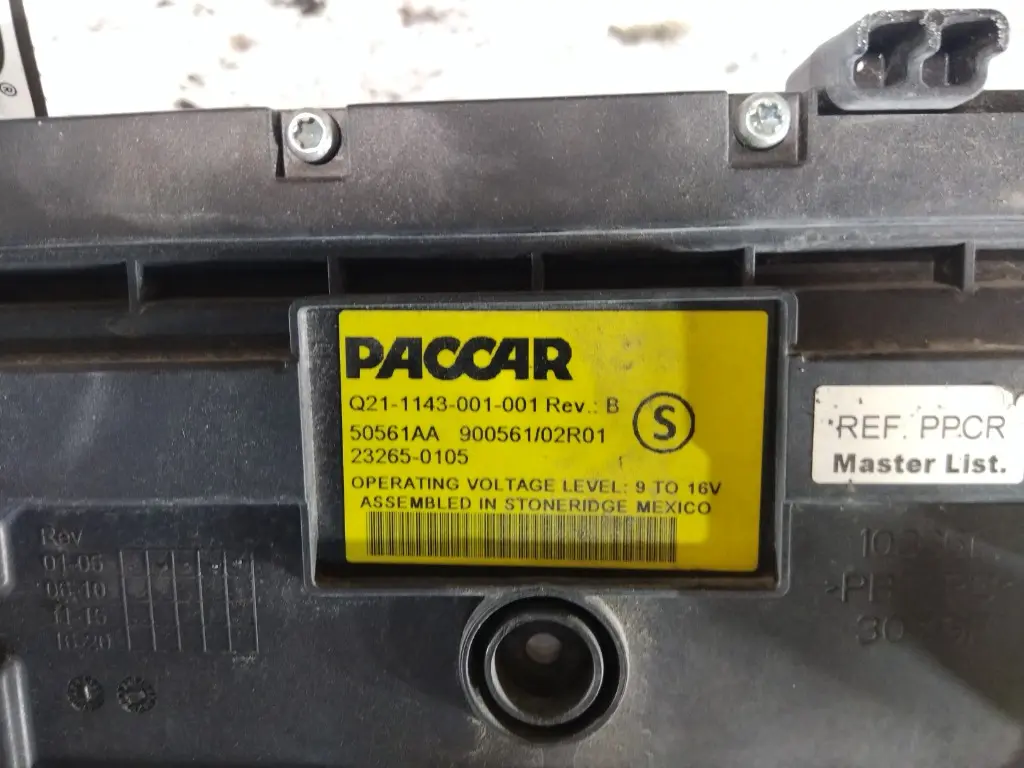 ®
PACCAR
Q21-1143-001-001 Rev.: B
S
50561AA 900561/02R01
23265-0105
OPERATING VOLTAGE LEVEL: 9 TO 16V
ASSEMBLED IN STONERIDGE MEXICO
REF. PPCR
Master List.
Rev
01-05
06-10
11-15
16-20